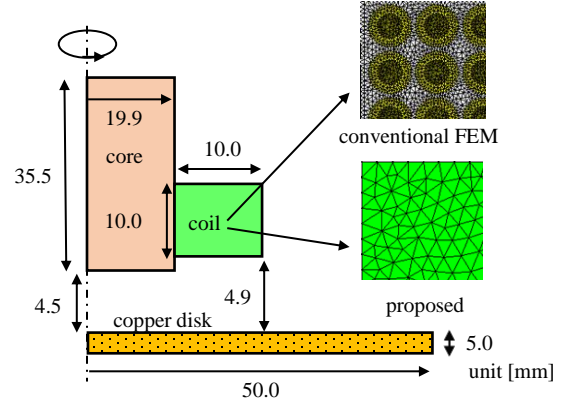 19.9
core
35.5
10.0
10.0
coil
conventional FEM
4.5
4.9
proposed
copper disk
5.0
unit [mm]
50.0